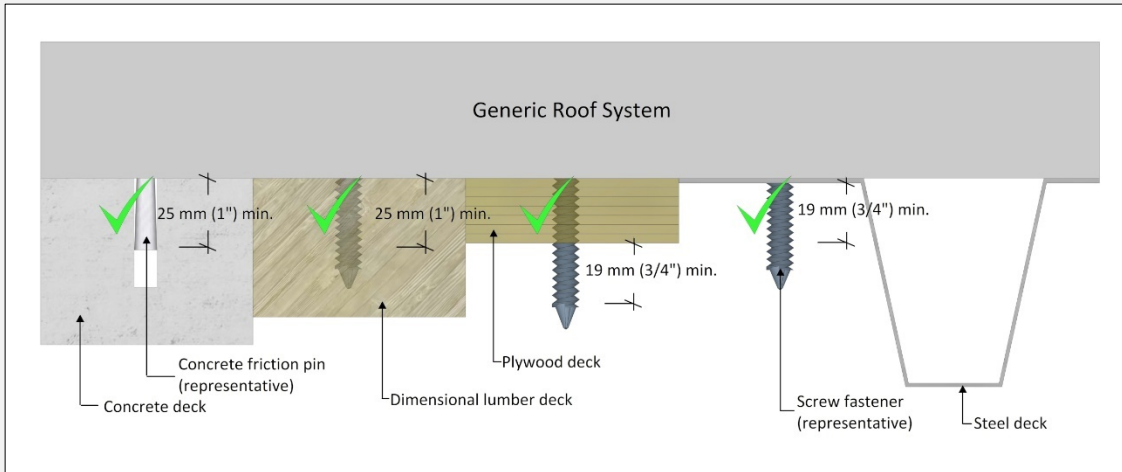 Generic Roof System
25 mm (1") min.
25 mm (1") min.
19 mm (3/4") min.
19 mm (3/4") min.
Concrete friction pin
(representative)
Concrete deck
Dimensional lumber deck
Plywood deck
Screw fastener
(representative)
Steel deck